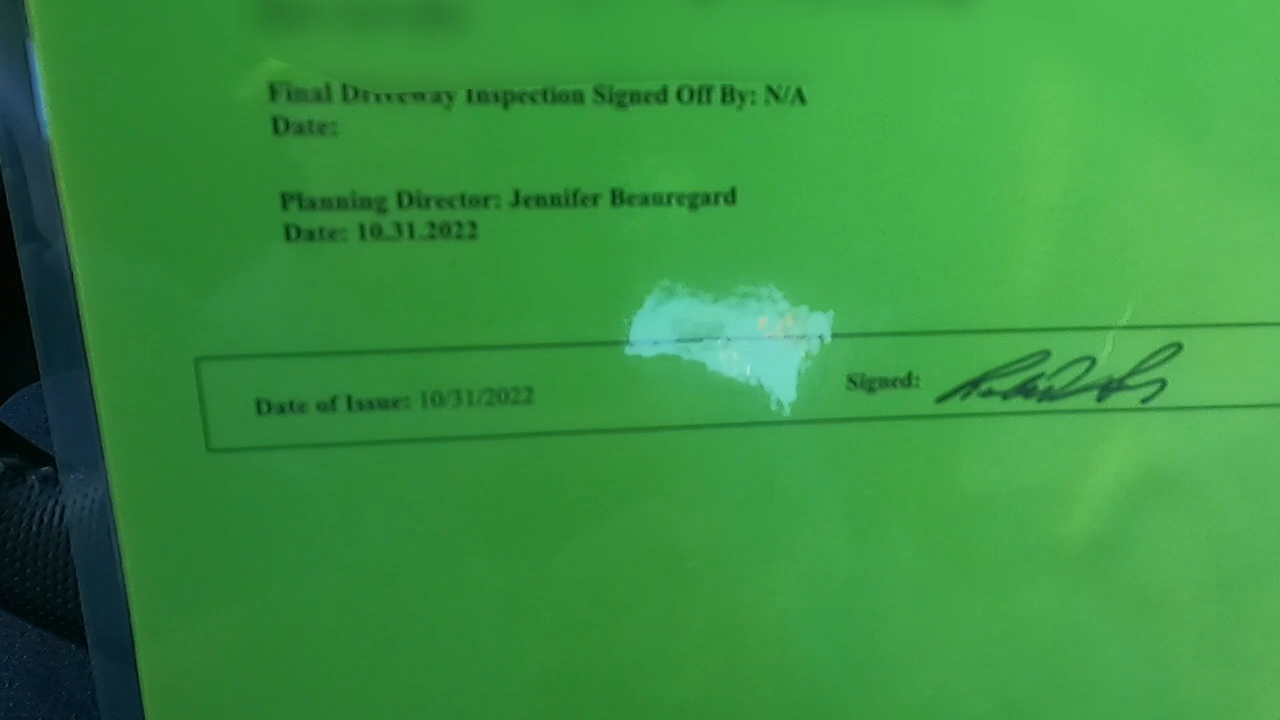 Final Driveway Inspection Signed Off By: N/A
Date:
Planning Director: Jennifer Beauregard
Date: 10.31.2022
Date of Issue: 10/31/2022 Signed: